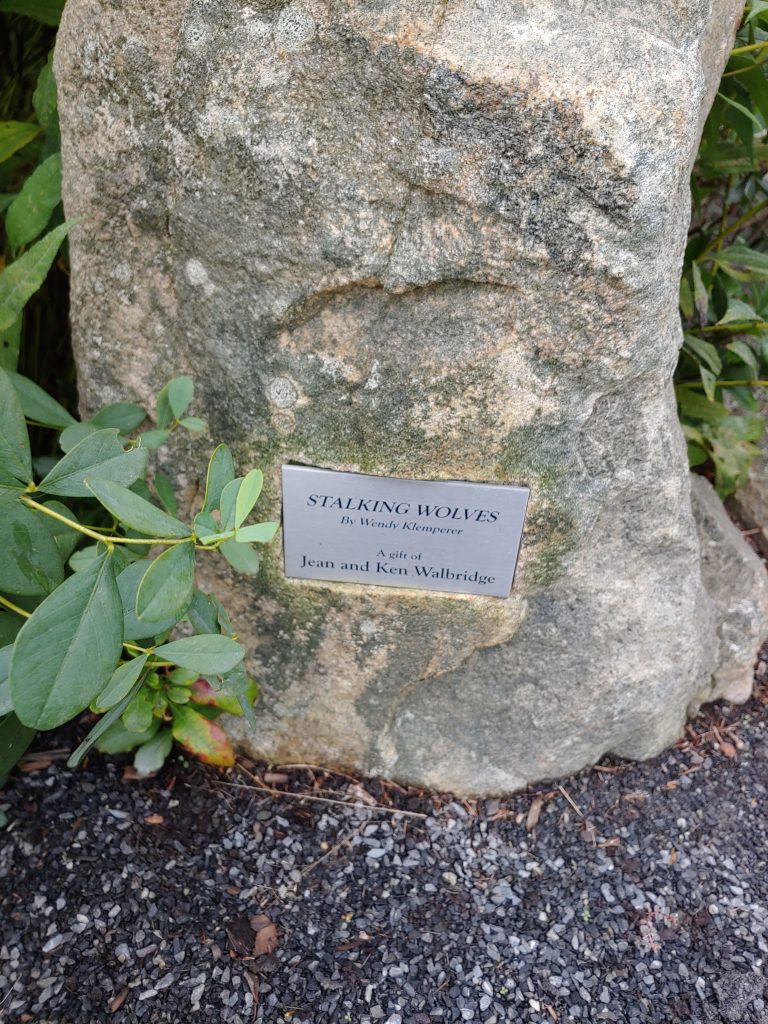 STALKING WOLVES
By Wendy Klemperer
A gift of
Jean and Ken Walbridge